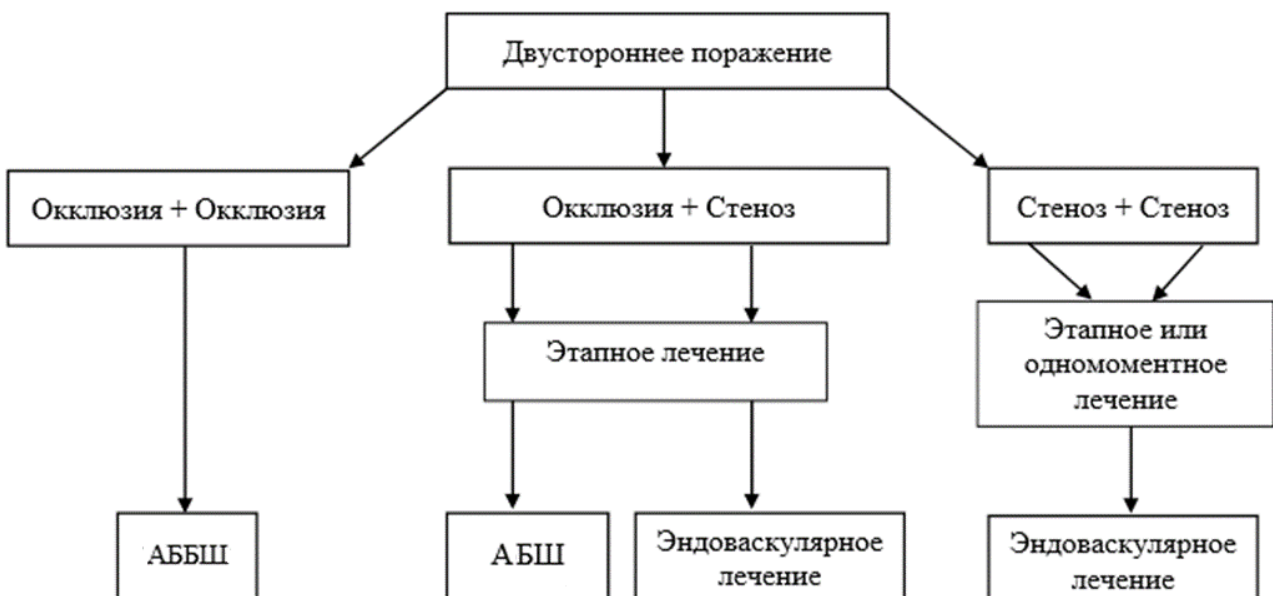 Двустороннее поражение
Окклюзия + Окклюзия
Окклюзия + Стеноз
Стеноз + Стеноз
Этапное лечение
Этапное или
одномоментное
лечение
АББШ
АБШ
Эндоваскулярное
лечение
Эндоваскулярное
лечение